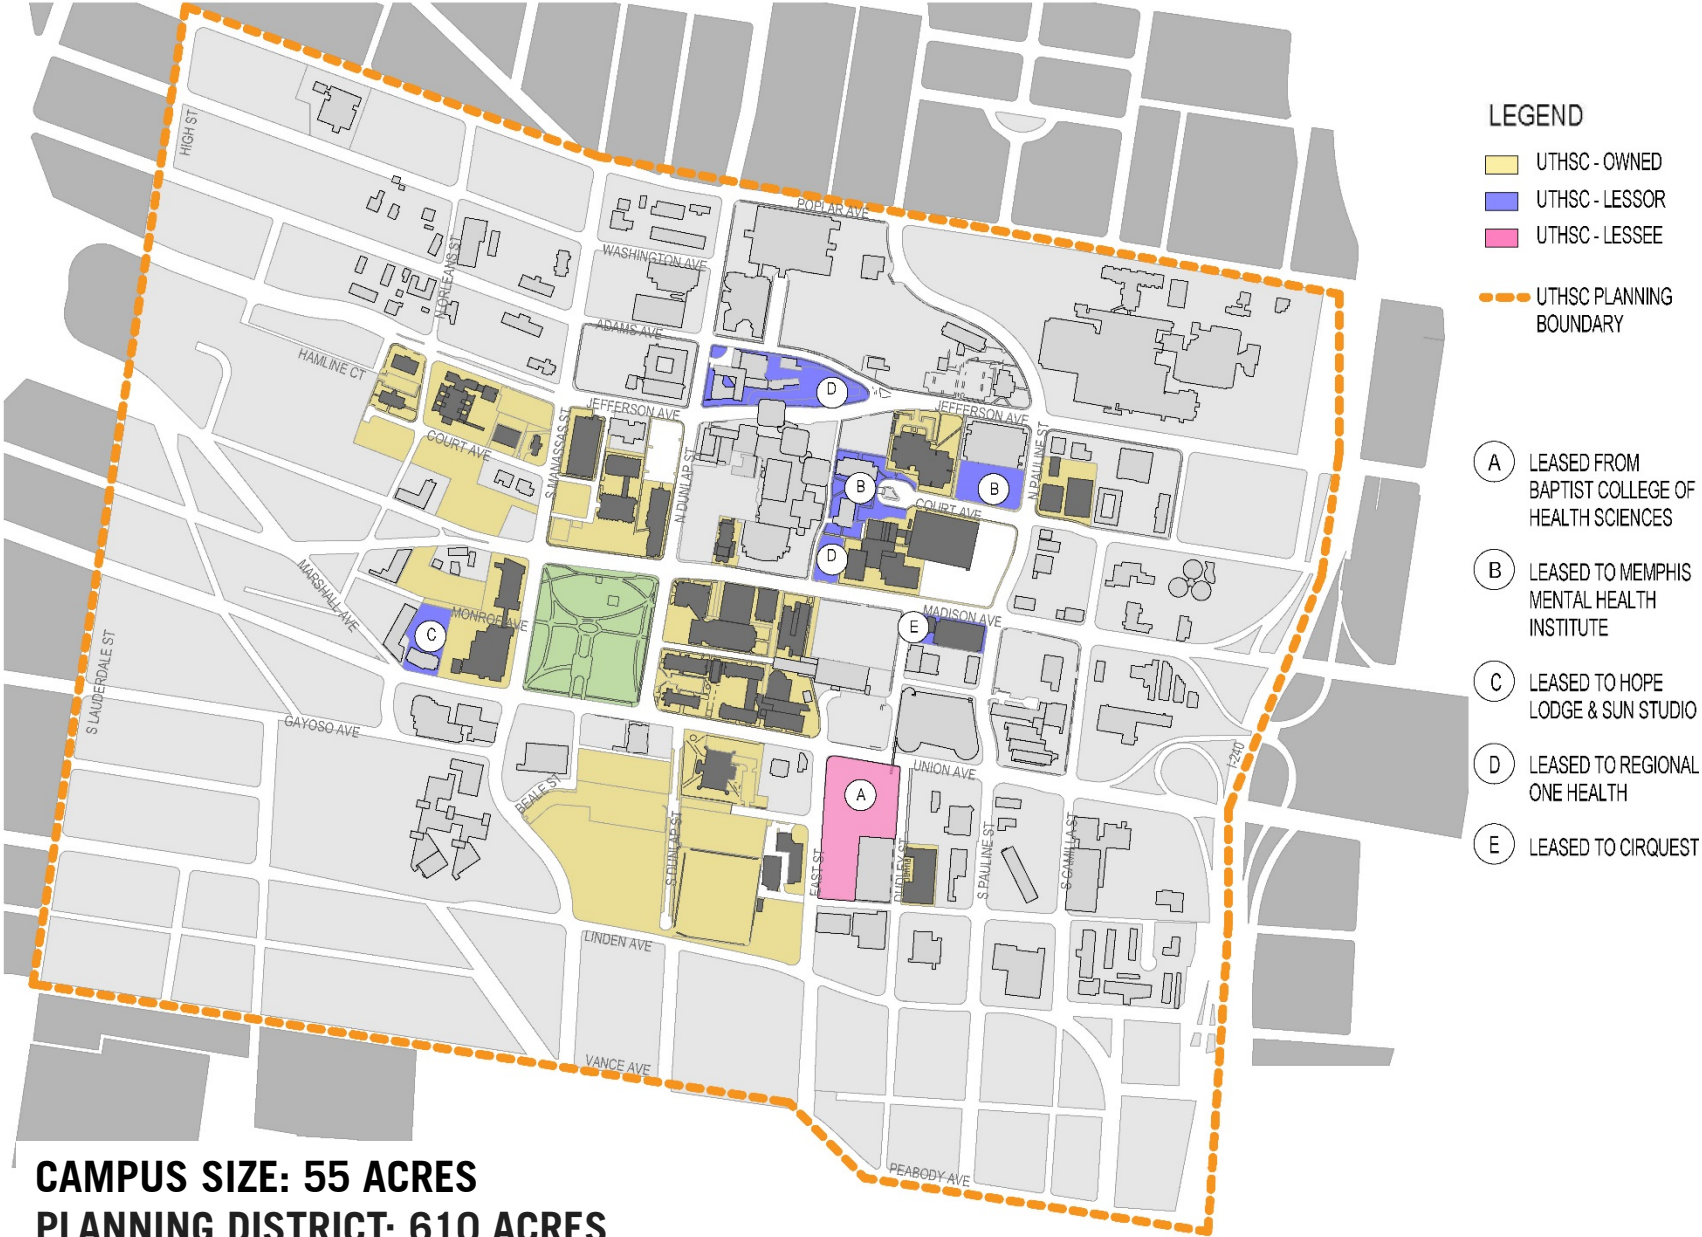 POPLAR AVE
HIGH ST
N ORLEANS ST
WASHINGTON AVE
ADAMS AVE
HAMLINE CT
JEFFERSON AVE
JEFFERSON AVE
COURT AVE
S MANASSAS ST
N DUNLAP ST
N PAULINE ST
COURT AVE
D
B
B
D
MARSHALL AVE
MONROE AVE
MADISON AVE
C
E
S LAUDERDALE ST
GAYOSO AVE
UNION AVE
I-240
BEALE ST
A
S DUNLAP ST
EAST ST
DUDLEY ST
S PAULINE ST
S CAMILLA ST
LINDEN AVE
VANCE AVE
PEABODY AVE
LEGEND
UTHSC - OWNED
UTHSC - LESSOR
UTHSC - LESSEE
UTHSC PLANNING
BOUNDARY
A LEASED FROM
BAPTIST COLLEGE OF
HEALTH SCIENCES
B LEASED TO MEMPHIS
MENTAL HEALTH
INSTITUTE
C LEASED TO HOPE
LODGE & SUN STUDIO
D LEASED TO REGIONAL
ONE HEALTH
E LEASED TO CIRQUEST
CAMPUS SIZE: 55 ACRES
PLANNING DISTRICT: 610 ACRES